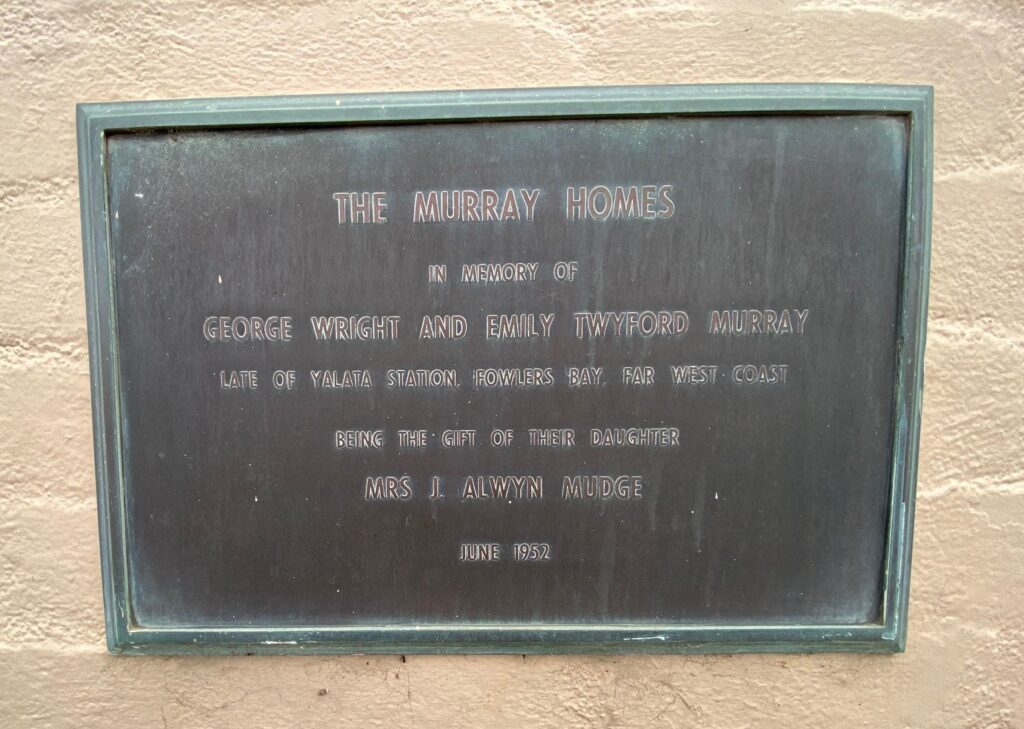 THE MURRAY HOMES
IN MEMORY OF
GEORGE WRIGHT AND EMILY TWYFORD MURRAY
LATE OF YALATA STATION, FOWLERS BAY, FAR WEST COAST
BEING THE GIFT OF THEIR DAUGHTER
MRS J. ALWYN MUDGE
JUNE 1952